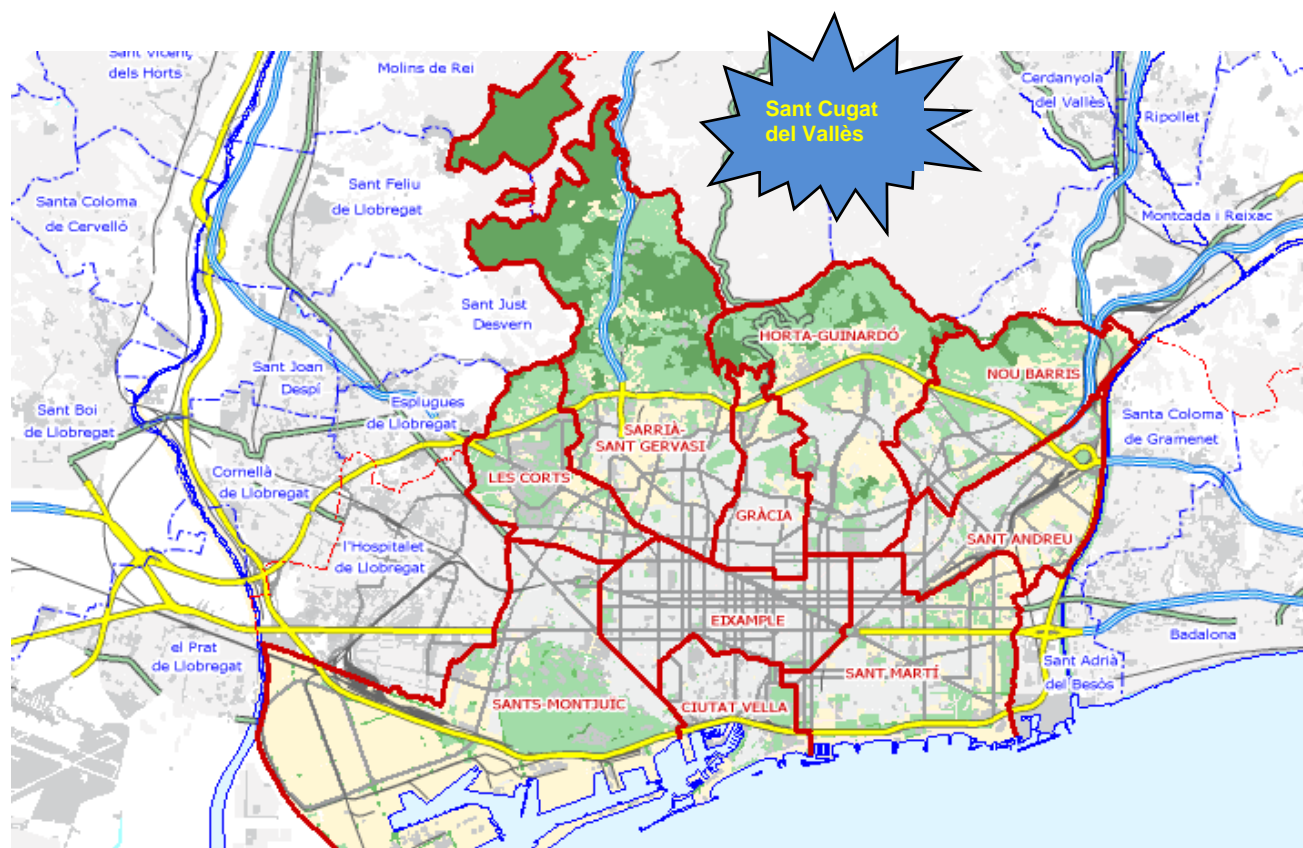 Sant Vicenç
dels Horts
Molins de Rei
Sant Cugat
del Vallès
Cerdanyola
del Vallès
Ripollet
Sant Feliu
de Llobregat
Santa Coloma
de Cervelló
Montcada i Reixac
Sant Just
Desvern
HORTA-GUINARDÓ
Sant Joan
Despí
NOU BARRIS
Esplugues
de Llobregat
Sant Boi
de Llobregat
Santa Coloma
de Gramenet
SARRIÀ-
SANT GERVASI
Cornellà
de Llobregat
LES CORTS
GRÀCIA
SANT ANDREU
l'Hospitalet
de Llobregat
EIXAMPLE
Badalona
el Prat
de Llobregat
Sant Adrià
del Besòs
SANT MARTÍ
SANTS-MONTJUIC
CIUTAT VELLA